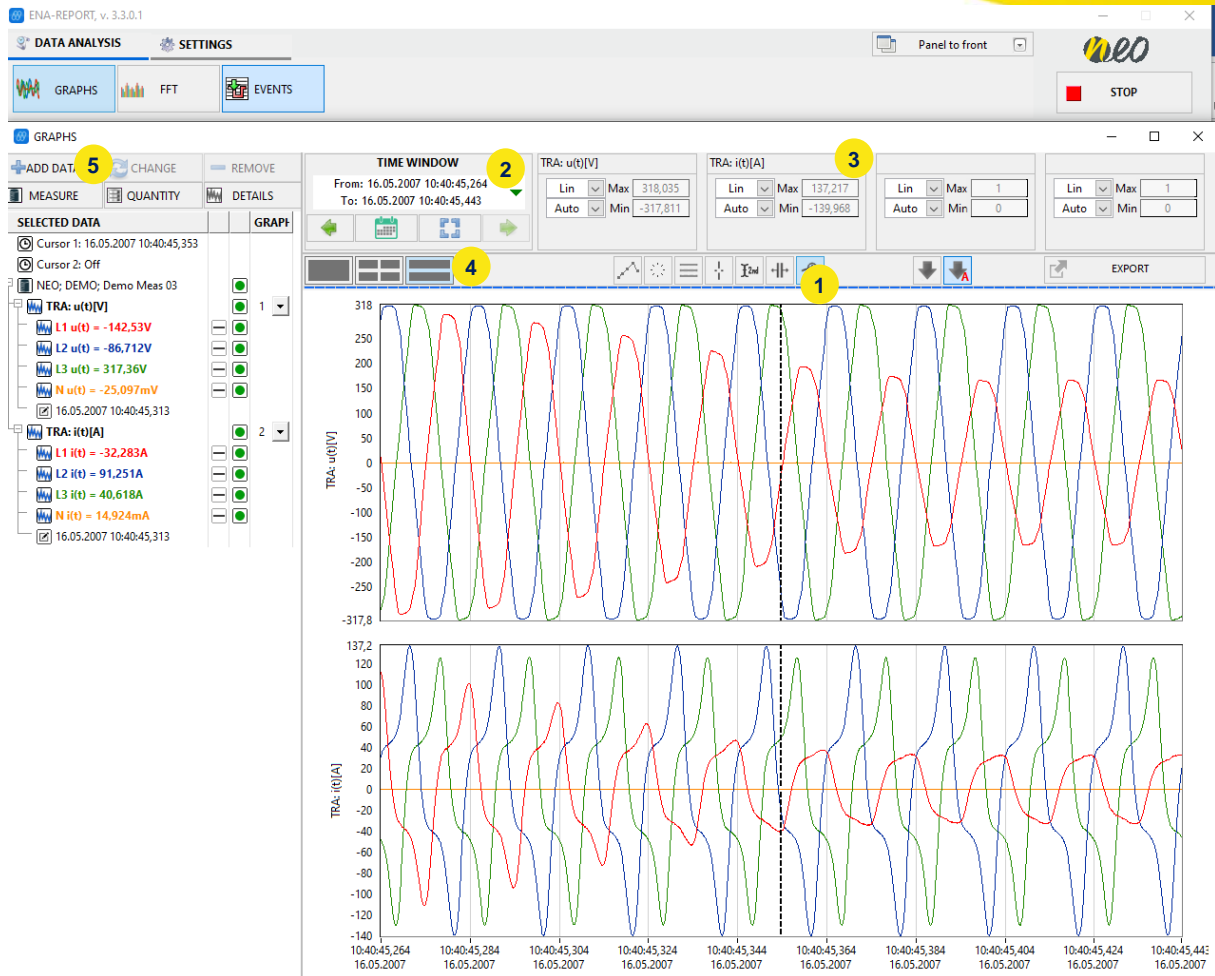 ENA-REPORT, v. 3.3.0.1
DATA ANALYSIS SETTINGS Panel to front neo
GRAPHS FFT EVENTS STOP
GRAPHS
ADD DATA 5 CHANGE REMOVE
MEASURE QUANTITY DETAILS
SELECTED DATA GRAPH
Cursor 1: 16.05.2007 10:40:45,353
Cursor 2: Off
NEO; DEMO; Demo Meas 03
TRA: u(t)[V] 1
L1 u(t) = -142,53V
L2 u(t) = -86,712V
L3 u(t) = 317,36V
N u(t) = -25,097mV
16.05.2007 10:40:45,313
TRA: i(t)[A] 2
L1 i(t) = -32,283A
L2 i(t) = 91,251A
L3 i(t) = 40,618A
N i(t) = 14,924mA
16.05.2007 10:40:45,313
TIME WINDOW 2
From: 16.05.2007 10:40:45,264
To: 16.05.2007 10:40:45,443
TRA: u(t)[V]
Lin Max 318,035
Auto Min -317,811
TRA: i(t)[A] 3
Lin Max 137,217
Auto Min -139,968
Lin Max 1
Auto Min 0
Lin Max 1
Auto Min 0
4 2nd 1 A EXPORT
318
250
200
150
100
50
0
-50
-100
-150
-200
-250
-317,8
TRA: u(t)[V]
137,2
120
100
80
60
40
20
0
-20
-40
-60
-80
-100
-120
-140
TRA: i(t)[A]
10:40:45,264 10:40:45,284 10:40:45,304 10:40:45,324 10:40:45,344 10:40:45,364 10:40:45,384 10:40:45,404 10:40:45,424 10:40:45,443
16.05.2007 16.05.2007 16.05.2007 16.05.2007 16.05.2007 16.05.2007 16.05.2007 16.05.2007 16.05.2007 16.05.2007